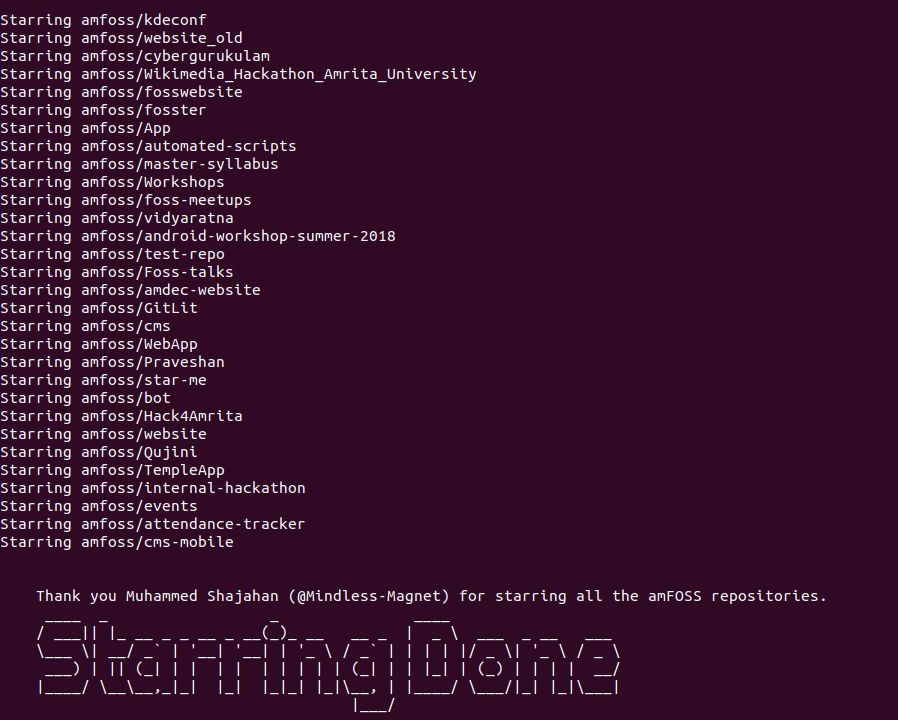 Starring amfoss/kdeconf
Starring amfoss/website_old
Starring amfoss/cybergurukulam
Starring amfoss/Wikimedia_Hackathon_Amrita_University
Starring amfoss/fosswebsite
Starring amfoss/fosster
Starring amfoss/App
Starring amfoss/automated-scripts
Starring amfoss/master-syllabus
Starring amfoss/Workshops
Starring amfoss/foss-meetups
Starring amfoss/vidyaratna
Starring amfoss/android-workshop-summer-2018
Starring amfoss/test-repo
Starring amfoss/Foss-talks
Starring amfoss/amdec-website
Starring amfoss/GitLit
Starring amfoss/cms
Starring amfoss/WebApp
Starring amfoss/Praveshan
Starring amfoss/star-me
Starring amfoss/bot
Starring amfoss/Hack4Amrita
Starring amfoss/website
Starring amfoss/Qujini
Starring amfoss/TempleApp
Starring amfoss/internal-hackathon
Starring amfoss/events
Starring amfoss/attendance-tracker
Starring amfoss/cms-mobile
Thank you Muhammed Shajahan (@Mindless-Magnet) for starring all the amFOSS repositories.
Starring Done